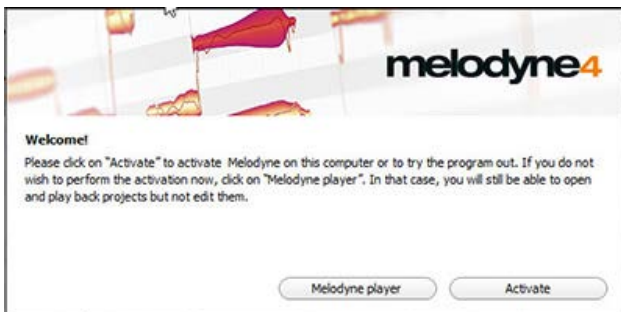 melodyne4
Welcome!
Please click on "Activate" to activate Melodyne on this computer or to try the program out. If you do not
wish to perform the activation now, click on "Melodyne player". In that case, you will still be able to open
and play back projects but not edit them.
Melodyne player
Activate